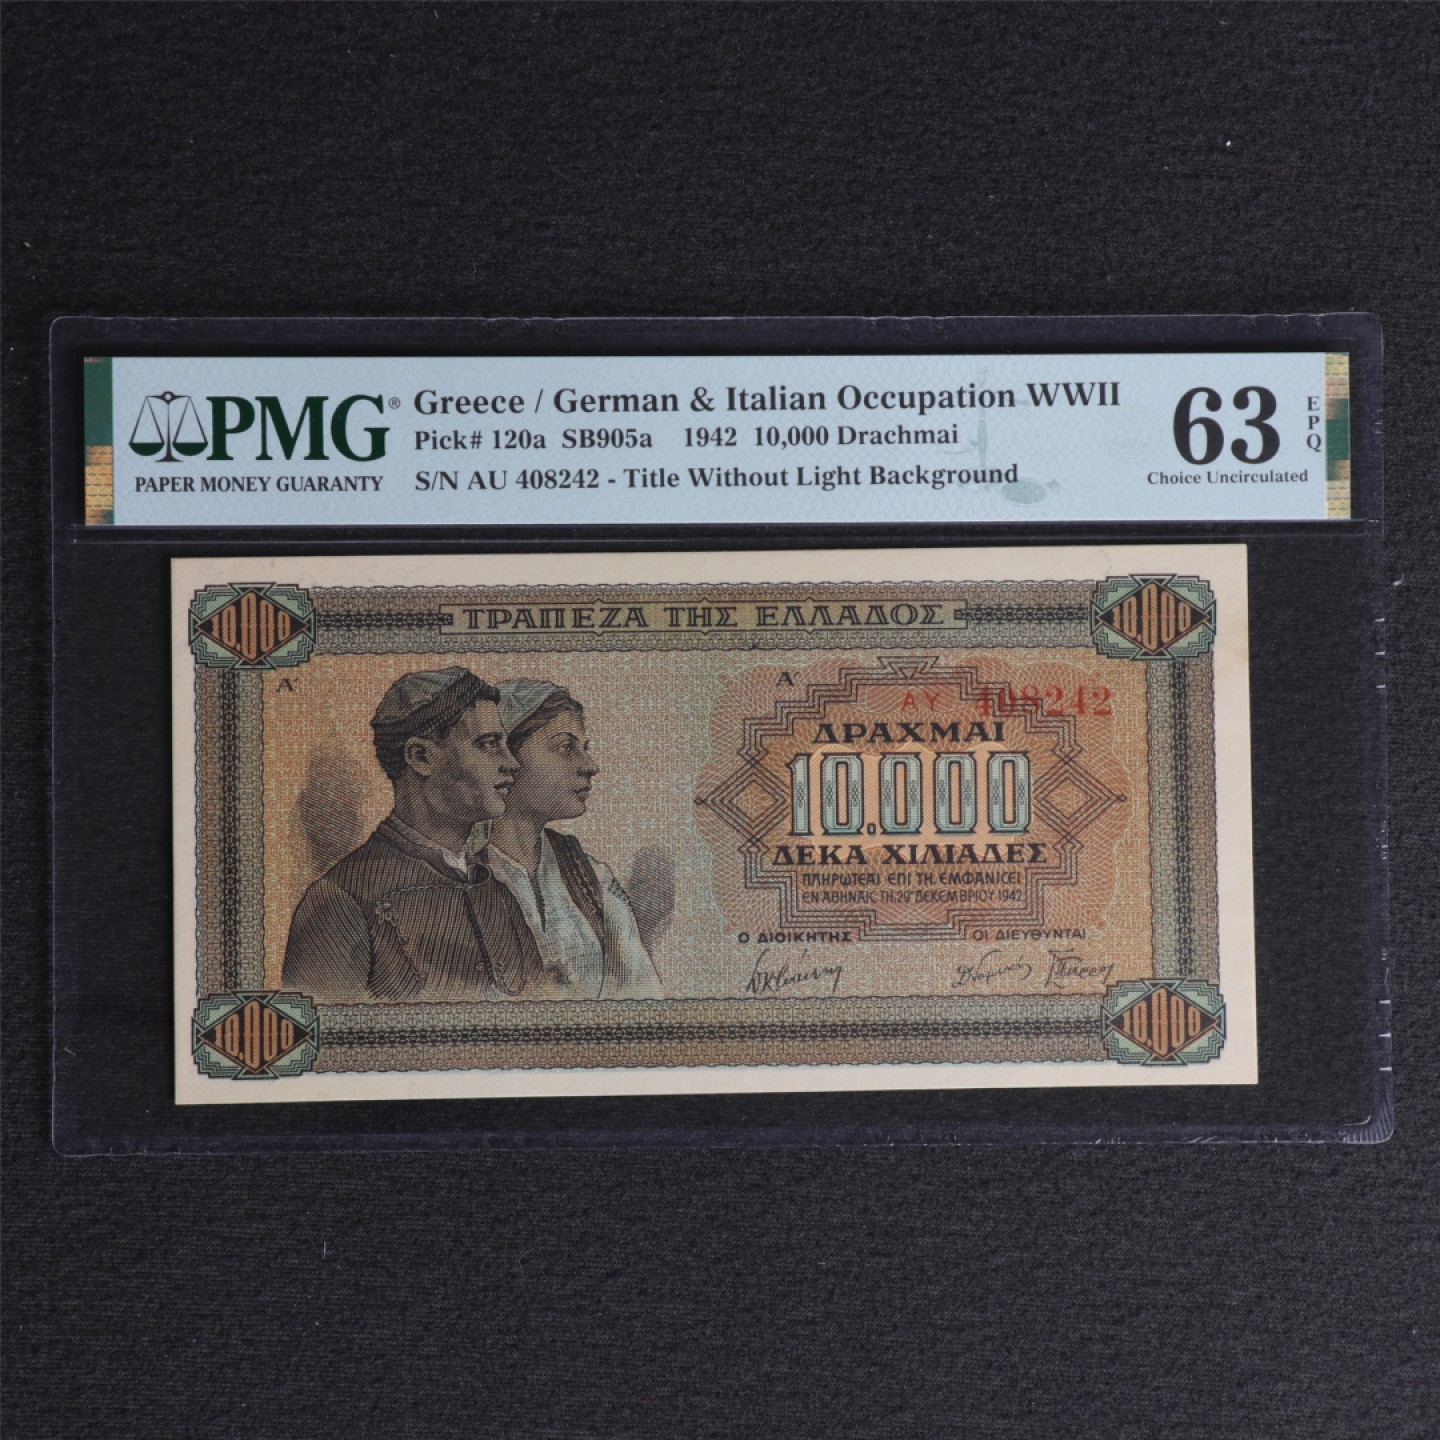 PMG®
PAPER MONEY GUARANTY
Greece / German & Italian Occupation WWII
Pick# 120a SB905a 1942 10,000 Drachmai
S/N AU 408242 - Title Without Light Background
63
EPQ
Choice Uncirculated
10.000
ΤΡΑΠΕΖΑ ΤΗΣ ΕΛΛΑΔΟΣ
10.000
Α΄
Α΄
ΑΥ 408242
ΔΡΑΧΜΑΙ
10.000
ΔΕΚΑ ΧΙΛΙΑΔΕΣ
ΠΛΗΡΩΤΕΑΙ ΕΠΙ ΤΗ, ΕΜΦΑΝΙΣΕΙ
ΕΝ ΑΘΗΝΑΙΣ ΤΗ, 29 ΔΕΚΕΜΒΡΙΟΥ 1942
Ο ΔΙΟΙΚΗΤΗΣ
ΟΙ ΔΙΕΥΘΥΝΤΑΙ
10.000
10.000